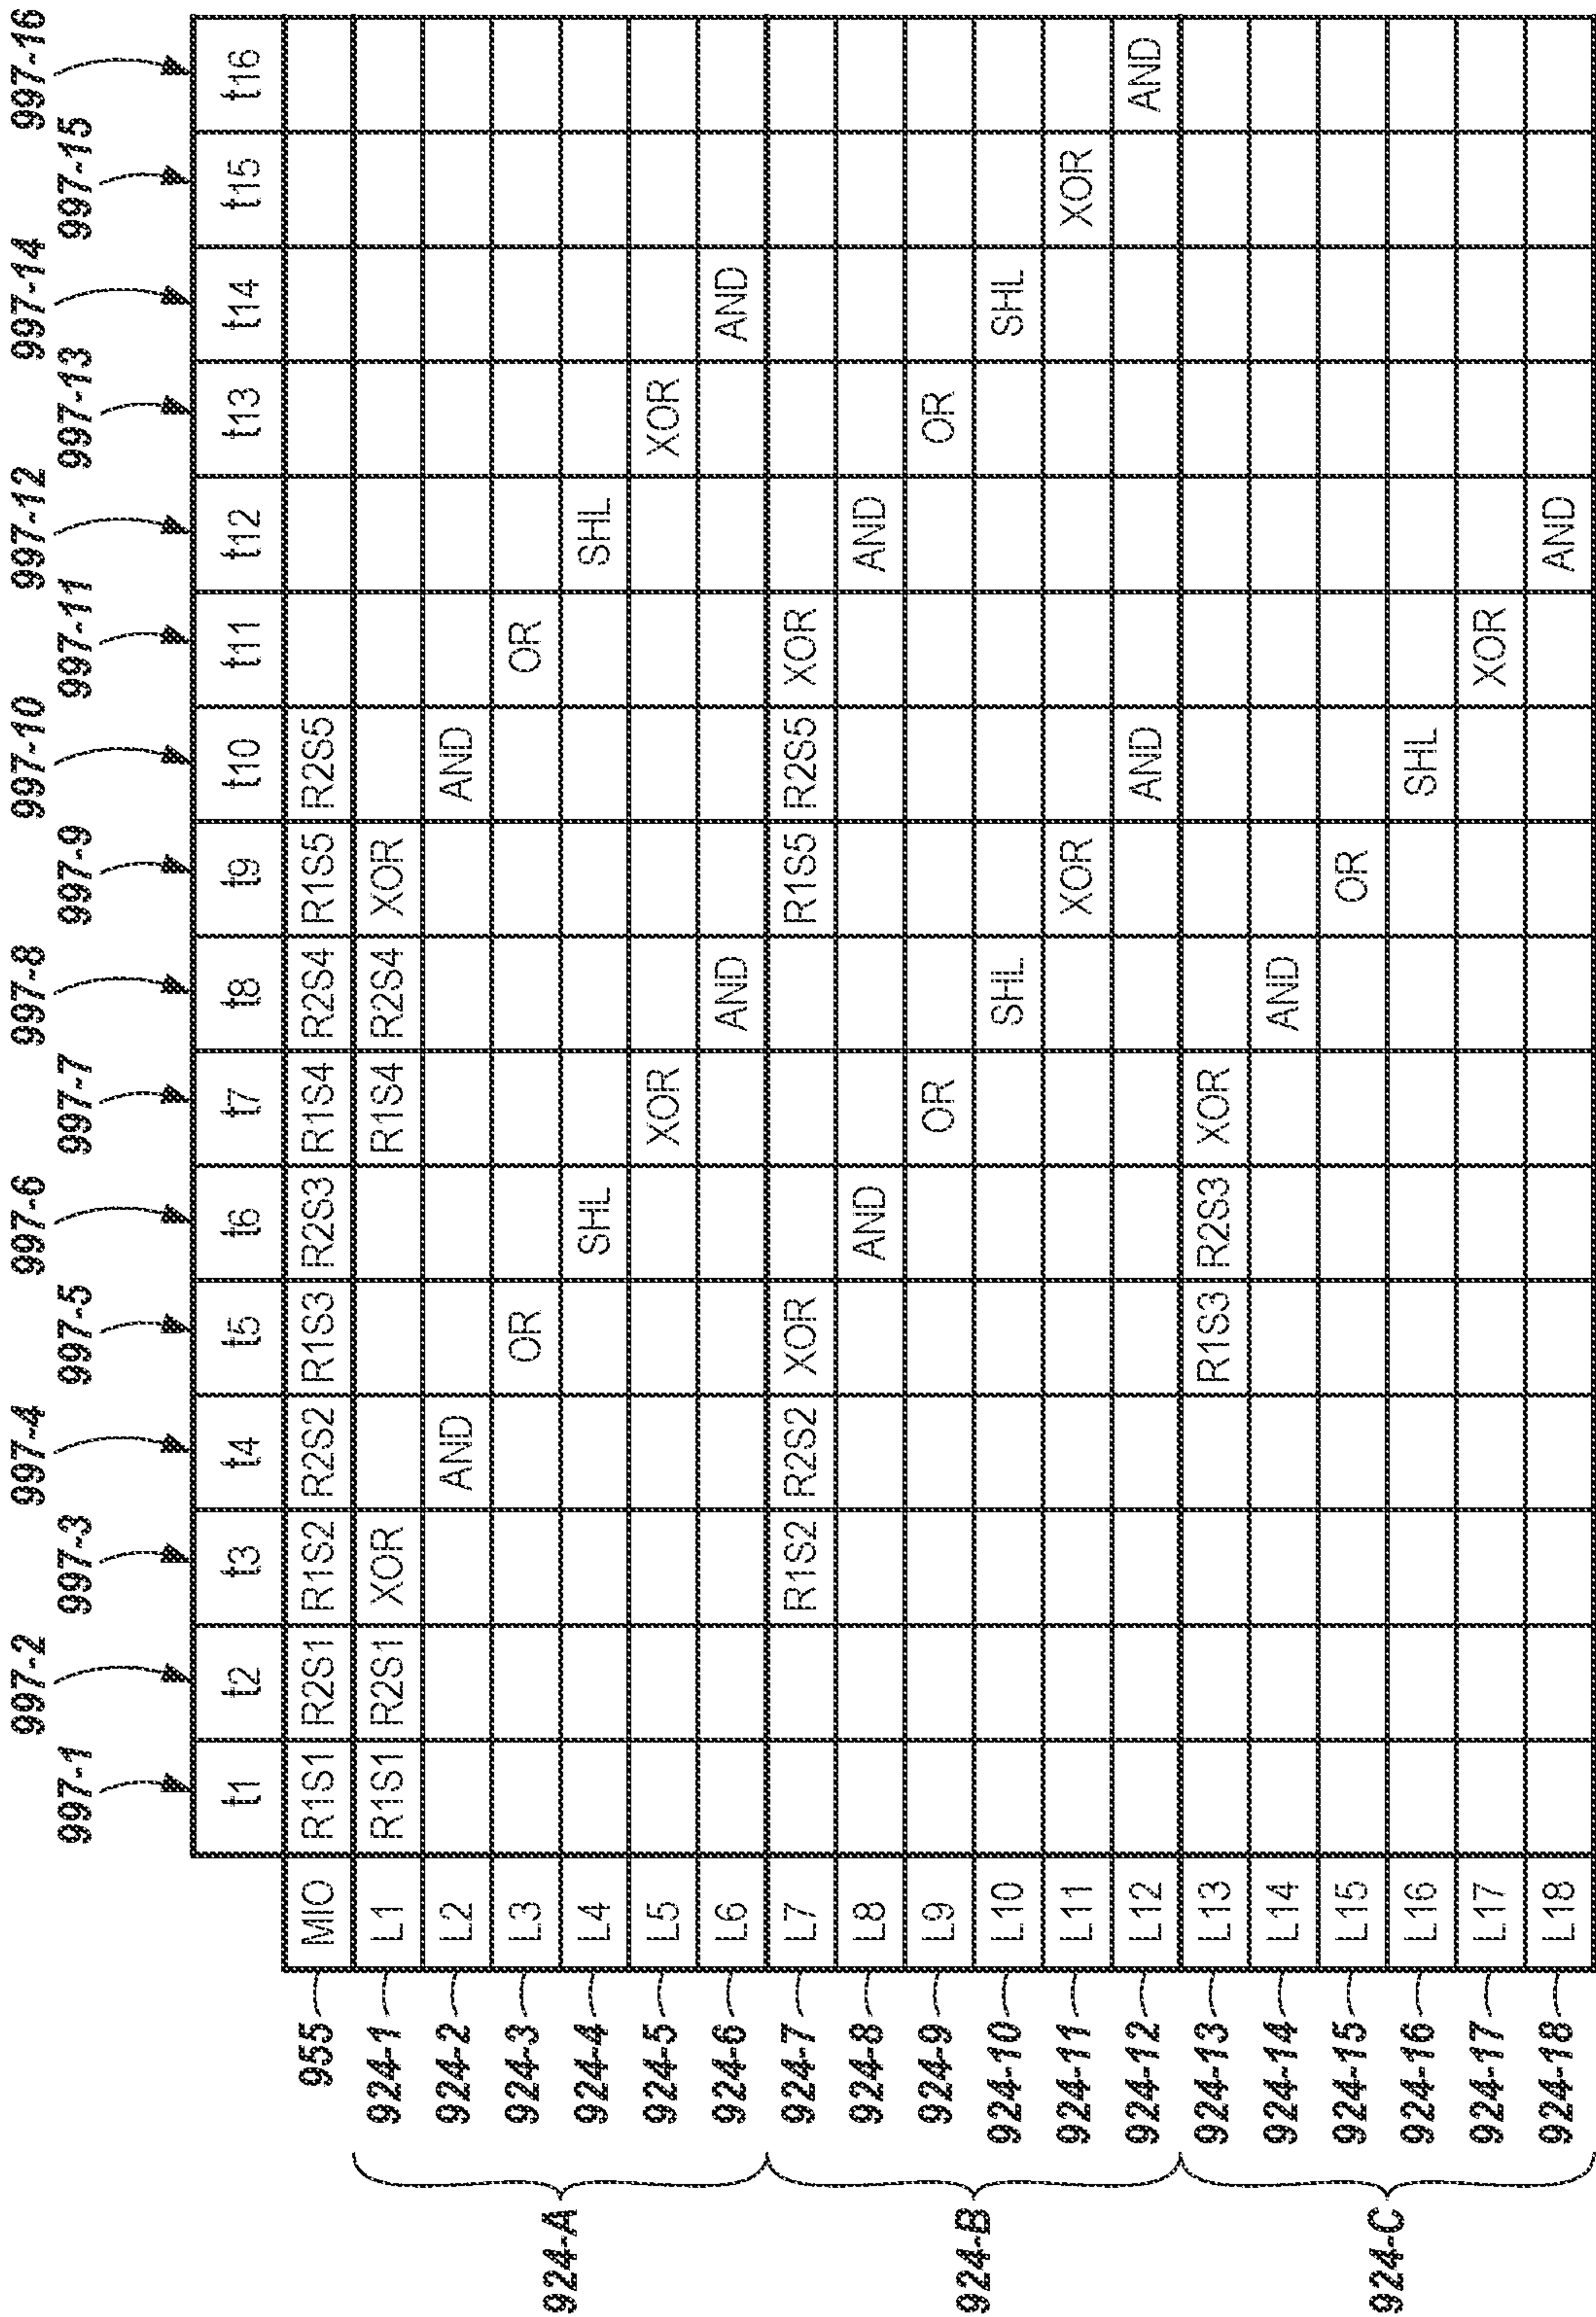 997-2 997-4 997-6 997-8 997-10 997-12 997-14 997-16
997-1 997-3 997-5 997-7 997-9 997-11 997-13 997-15
t1 t2 t3 t4 t5 t6 t7 t8 t9 t10 t11 t12 t13 t14 t15 t16
955 MIO R1S1 R2S1 R1S2 R2S2 R1S3 R2S3 R1S4 R2S4 R1S5 R2S5
924-1 L1 R1S1 R2S1 XOR R1S4 R2S4 XOR
924-2 L2 AND AND
924-3 L3 OR OR
924-A 924-4 L4 SHL SHL
924-5 L5 XOR XOR XOR
924-6 L6 AND AND
924-7 L7 R1S2 R2S2 XOR R1S5 R2S5 XOR
924-8 L8 AND AND
924-9 L9 OR OR
924-B 924-10 L10 SHL SHL
924-11 L11 XOR XOR
924-12 L12 AND AND
924-13 L13 R1S3 R2S3 XOR
924-14 L14 AND
924-15 L15 OR
924-C 924-16 L16 SHL
924-17 L17 XOR
924-18 L18 AND